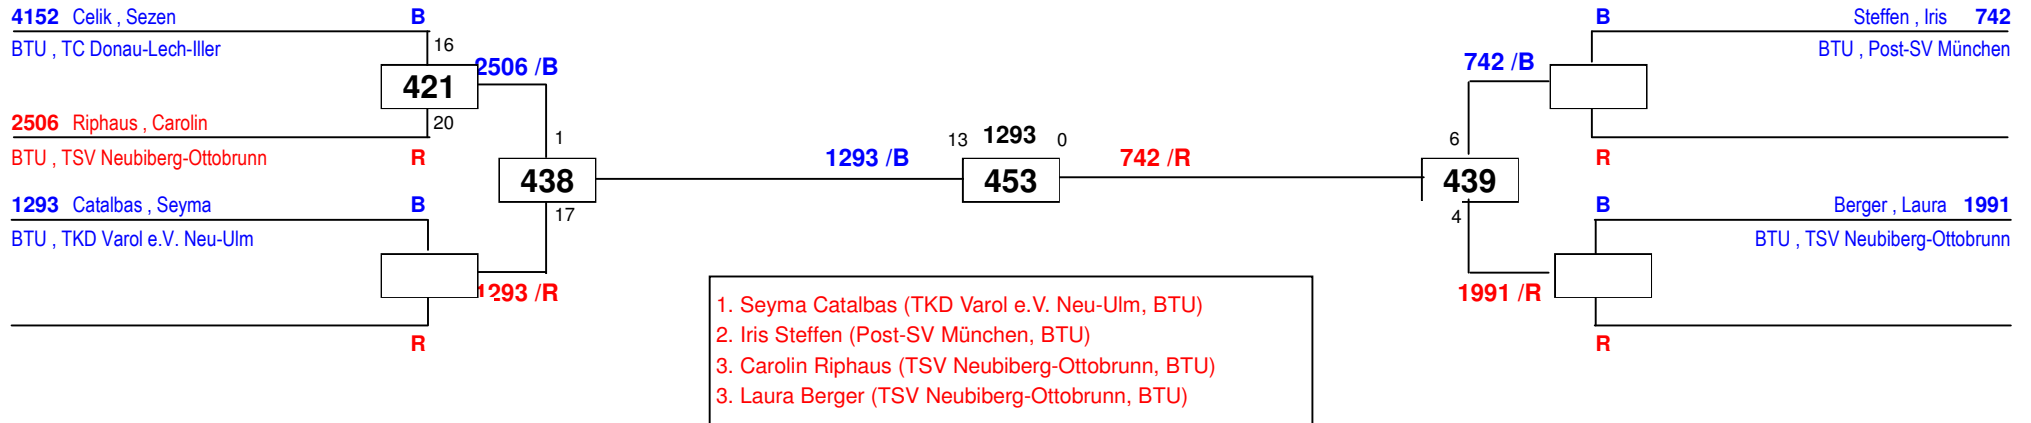 4152 Celik , Sezen B
BTU , TC Donau-Lech-Iller
16
421
2506 /B
2506 Riphaus , Carolin
20
BTU , TSV Neubiberg-Ottobrunn R
1293 Catalbas , Seyma B
BTU , TKD Varol e.V. Neu-Ulm
1293 /R
R
1
438
17
1293 /B
13 1293 0
453
742 /R
B Steffen , Iris 742
BTU , Post-SV München
742 /B
R
6
439
4
B Berger , Laura 1991
BTU , TSV Neubiberg-Ottobrunn
1991 /R
R
1. Seyma Catalbas (TKD Varol e.V. Neu-Ulm, BTU)
2. Iris Steffen (Post-SV München, BTU)
3. Carolin Riphaus (TSV Neubiberg-Ottobrunn, BTU)
3. Laura Berger (TSV Neubiberg-Ottobrunn, BTU)